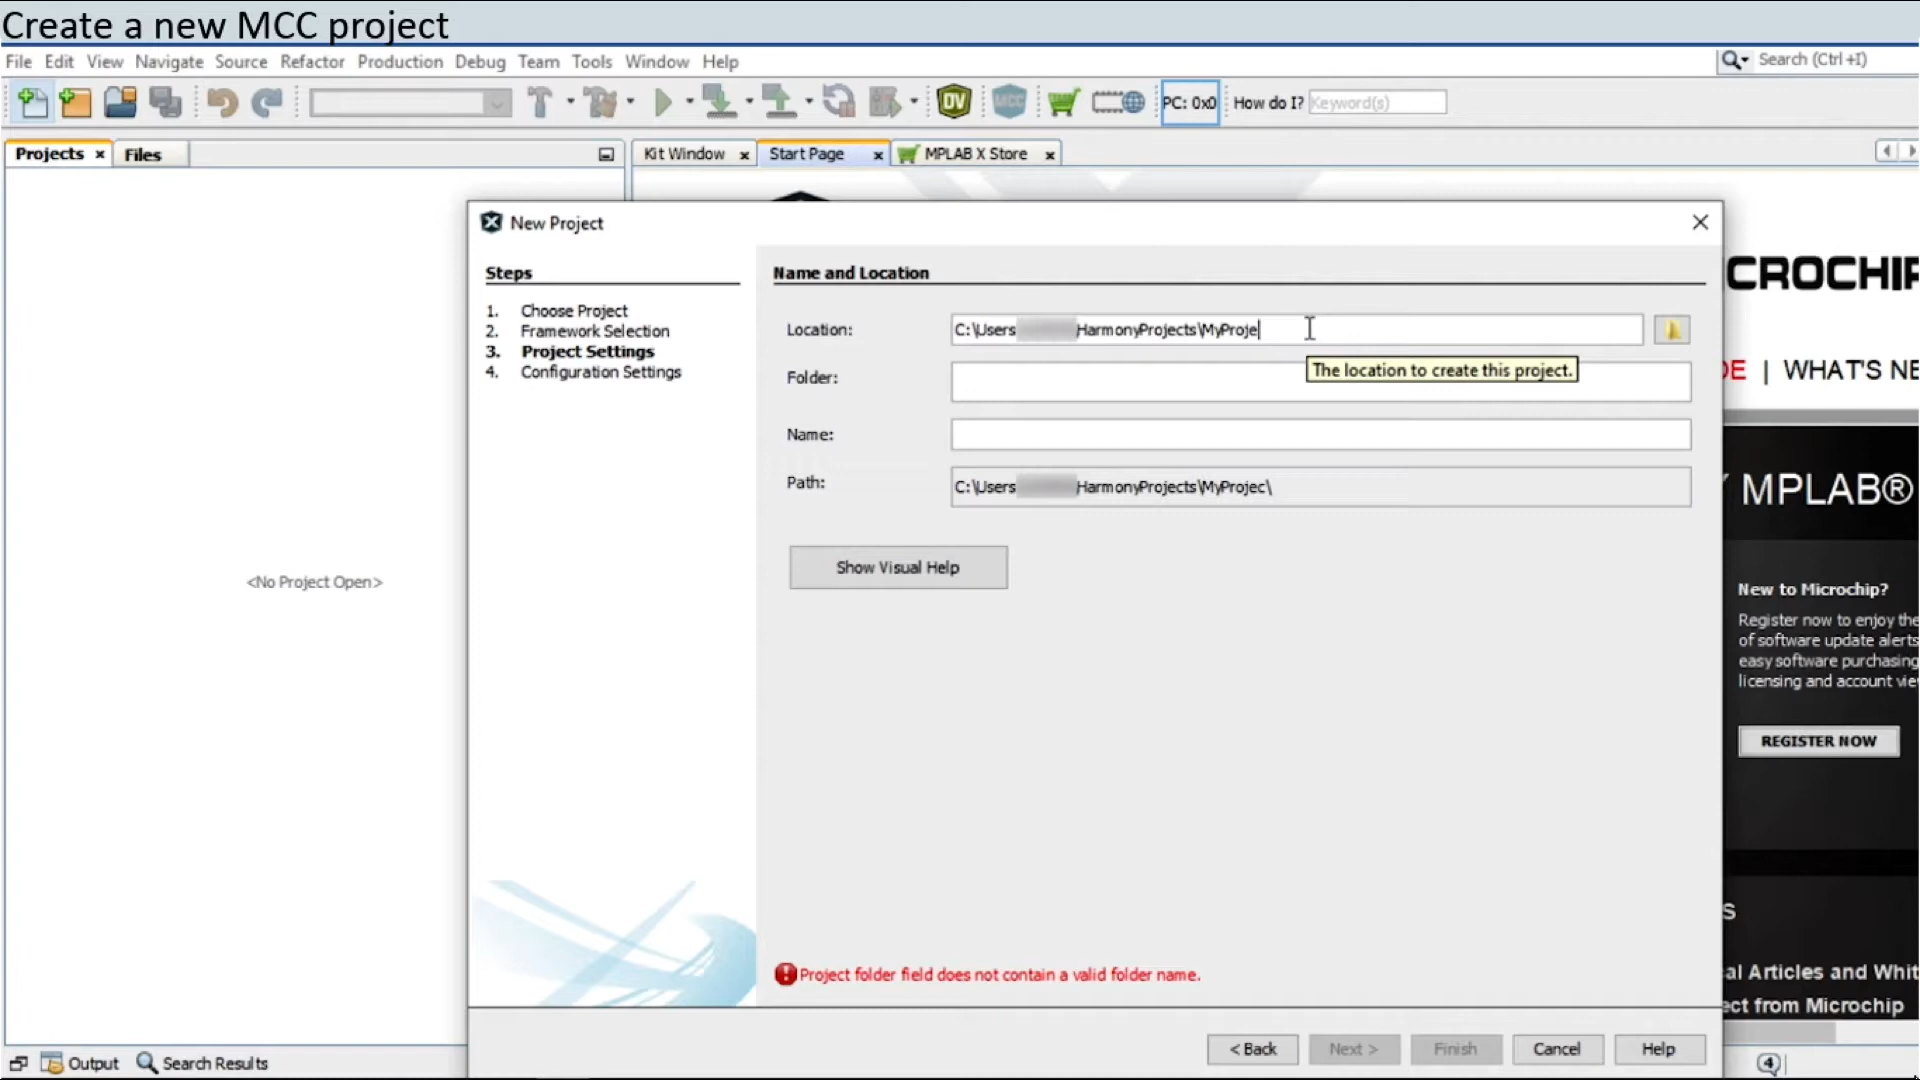 Create a new MCC project
File Edit View Navigate Source Refactor Production Debug Team Tools Window Help
Search (Ctrl+I)
DV MCC PC: 0x0 How do I? Keyword(s)
Projects Files Kit Window Start Page MPLAB X Store
New Project
Steps
1. Choose Project
2. Framework Selection
3. Project Settings
4. Configuration Settings
Name and Location
Location: C:\Users HarmonyProjects\MyProje
The location to create this project.
Folder:
Name:
Path: C:\Users HarmonyProjects\MyProjec\
Show Visual Help
Project folder field does not contain a valid folder name.
< Back Next > Finish Cancel Help
<No Project Open>
CROCHIP
DE | WHAT'S NE
Y MPLAB®
New to Microchip?
Register now to enjoy the
of software update alerts
easy software purchasing
licensing and account vie
REGISTER NOW
S
al Articles and Whit
ect from Microchip
Output Search Results
4